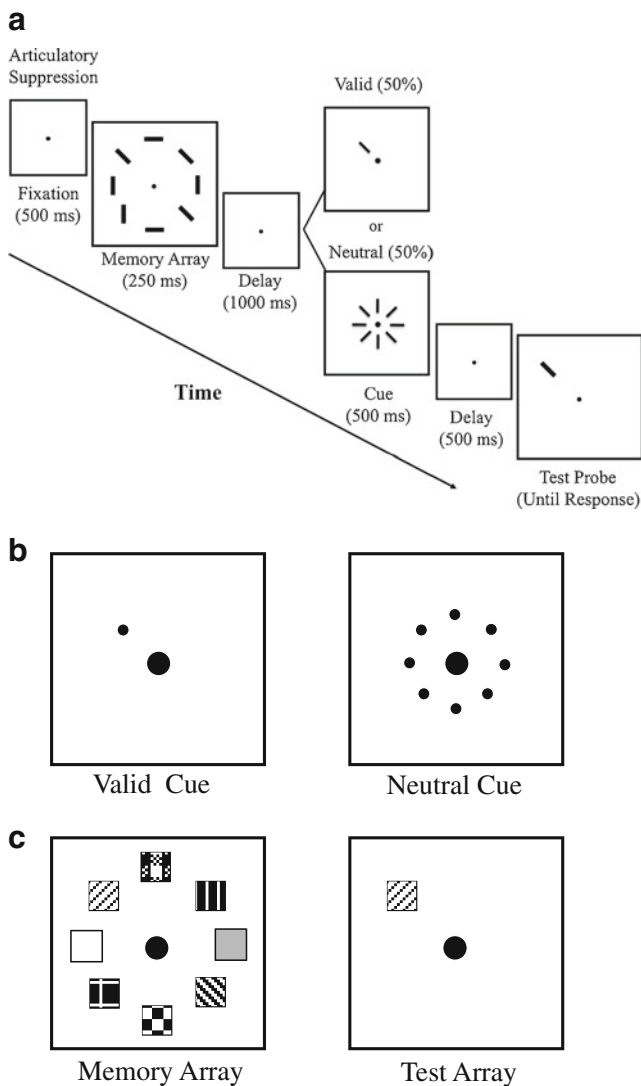 a
Articulatory
Suppression
Fixation
(500 ms)
Memory Array
(250 ms)
Delay
(1000 ms)
Valid (50%)
or
Neutral (50%)
Cue
(500 ms)
Delay
(500 ms)
Test Probe
(Until Response)
Time
b
Valid Cue
Neutral Cue
c
Memory Array
Test Array